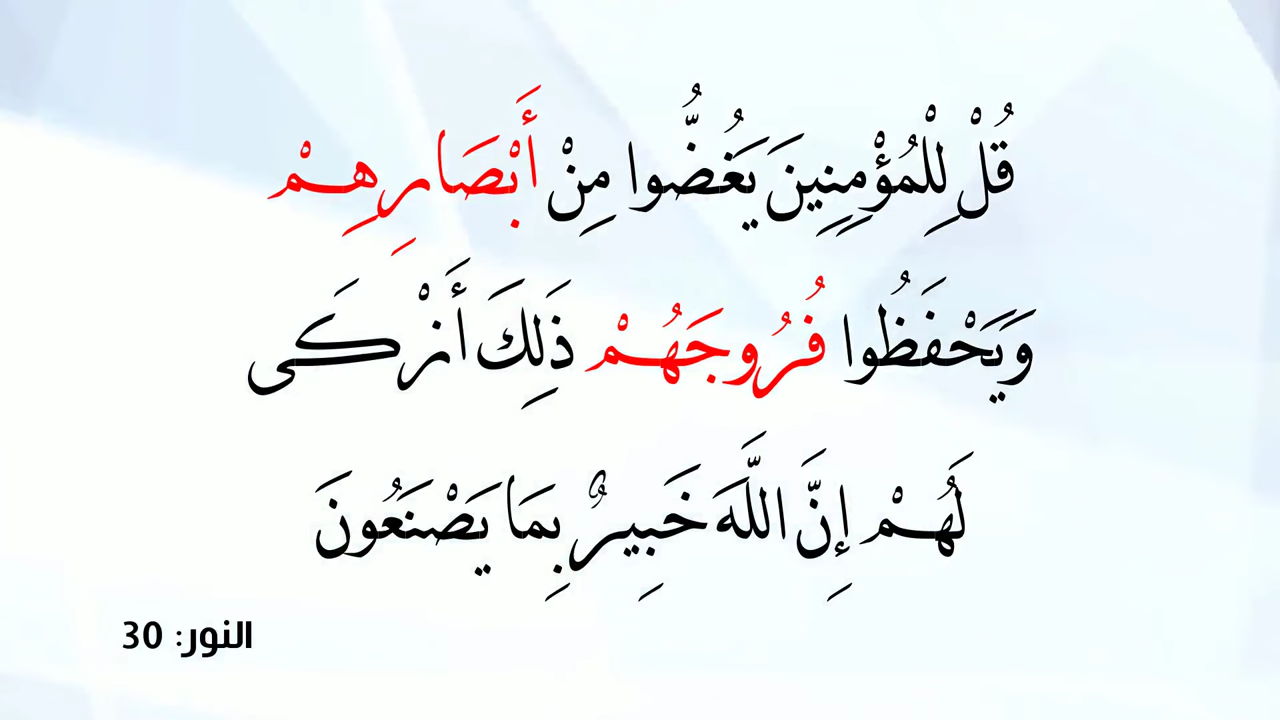 قُلْ لِلْمُؤْمِنِينَ يَغُضُّوا مِنْ أَبْصَارِهِمْ
وَيَحْفَظُوا فُرُوجَهُمْ ذَلِكَ أَزْكَى
لَهُمْ إِنَّ اللَّهَ خَبِيرٌ بِمَا يَصْنَعُونَ
النور: 30